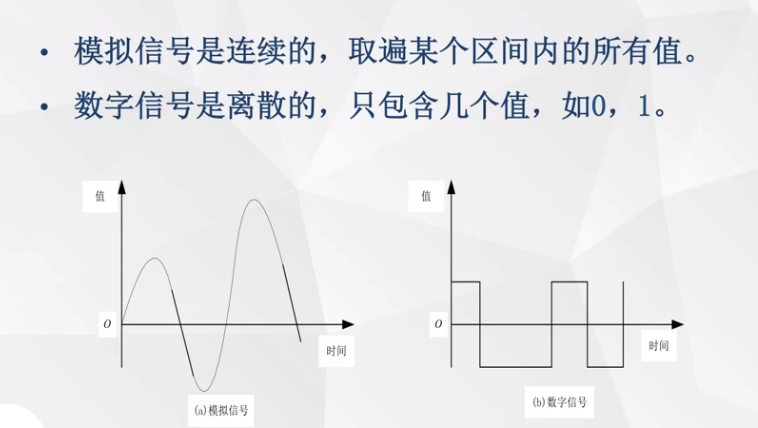 • 模拟信号是连续的，取遍某个区间内的所有值。
• 数字信号是离散的，只包含几个值，如0，1。
值
O
时间
(a)模拟信号
值
O
时间
(b)数字信号